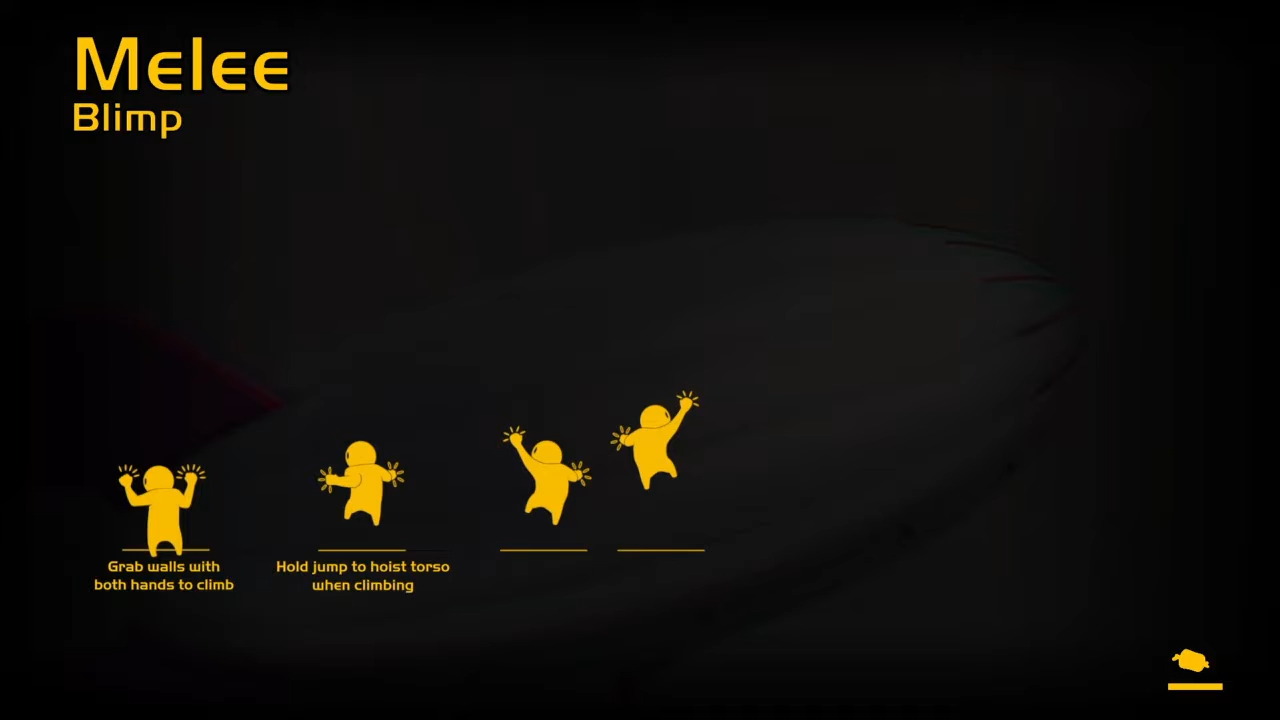 Melee
Blimp
Grab walls with
both hands to climb
Hold jump to hoist torso
when climbing